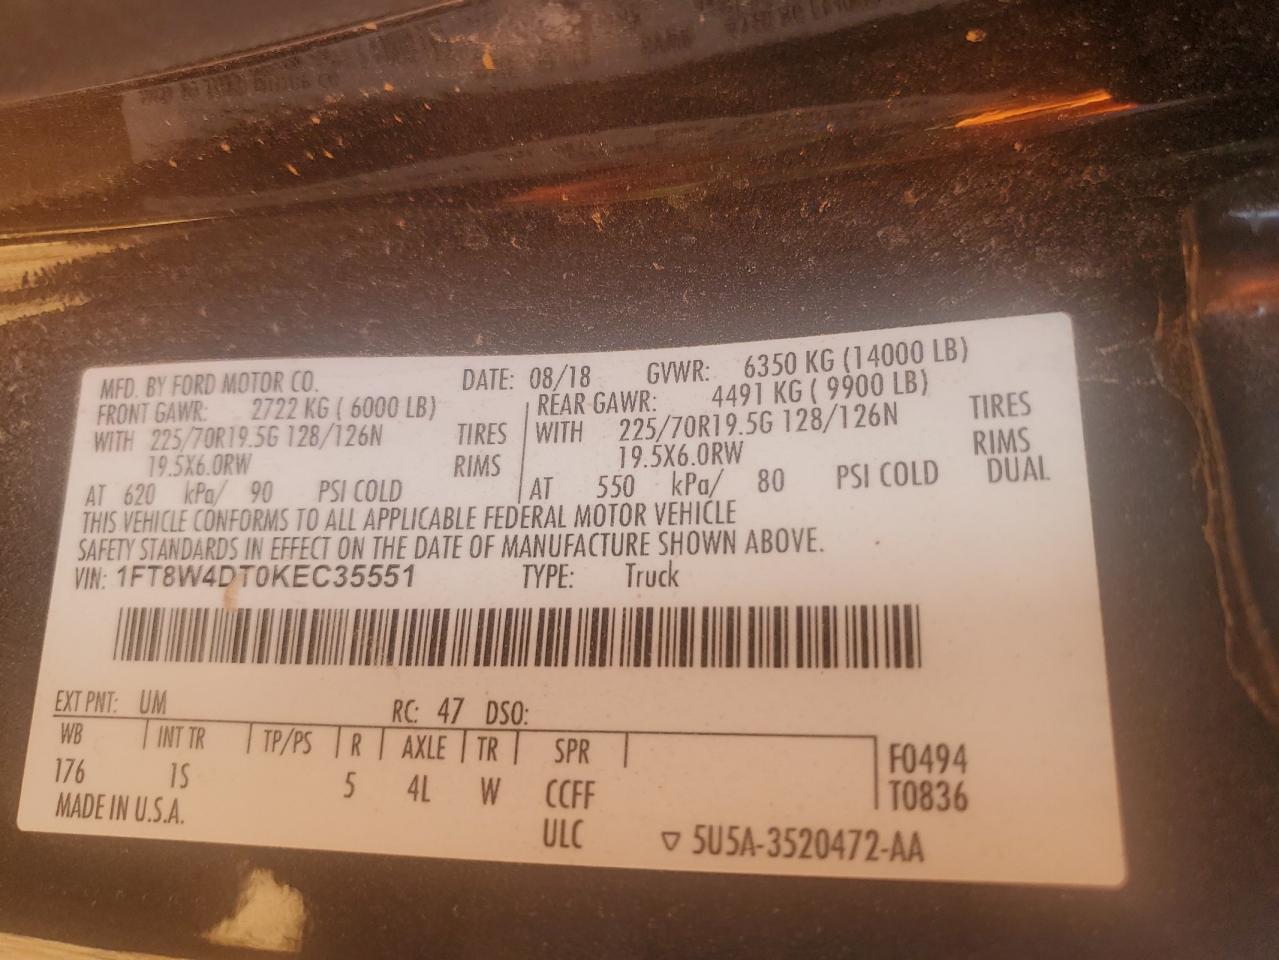 MFD. BY FORD MOTOR CO. DATE: 08/18 GVWR: 6350 KG (14000 LB)
FRONT GAWR: 2722 KG ( 6000 LB) REAR GAWR: 4491 KG ( 9900 LB)
WITH 225/70R19.5G 128/126N TIRES WITH 225/70R19.5G 128/126N TIRES
19.5X6.0RW RIMS 19.5X6.0RW RIMS
AT 620 kPa/ 90 PSI COLD AT 550 kPa/ 80 PSI COLD DUAL
THIS VEHICLE CONFORMS TO ALL APPLICABLE FEDERAL MOTOR VEHICLE
SAFETY STANDARDS IN EFFECT ON THE DATE OF MANUFACTURE SHOWN ABOVE.
VIN: 1FT8W4DT0KEC35551 TYPE: Truck
EXT PNT: UM RC: 47 DSO:
WB INT TR TP/PS R AXLE TR SPR F0494
176 1S 5 4L W CCFF T0836
MADE IN U.S.A. ULC ▽ 5U5A-3520472-AA